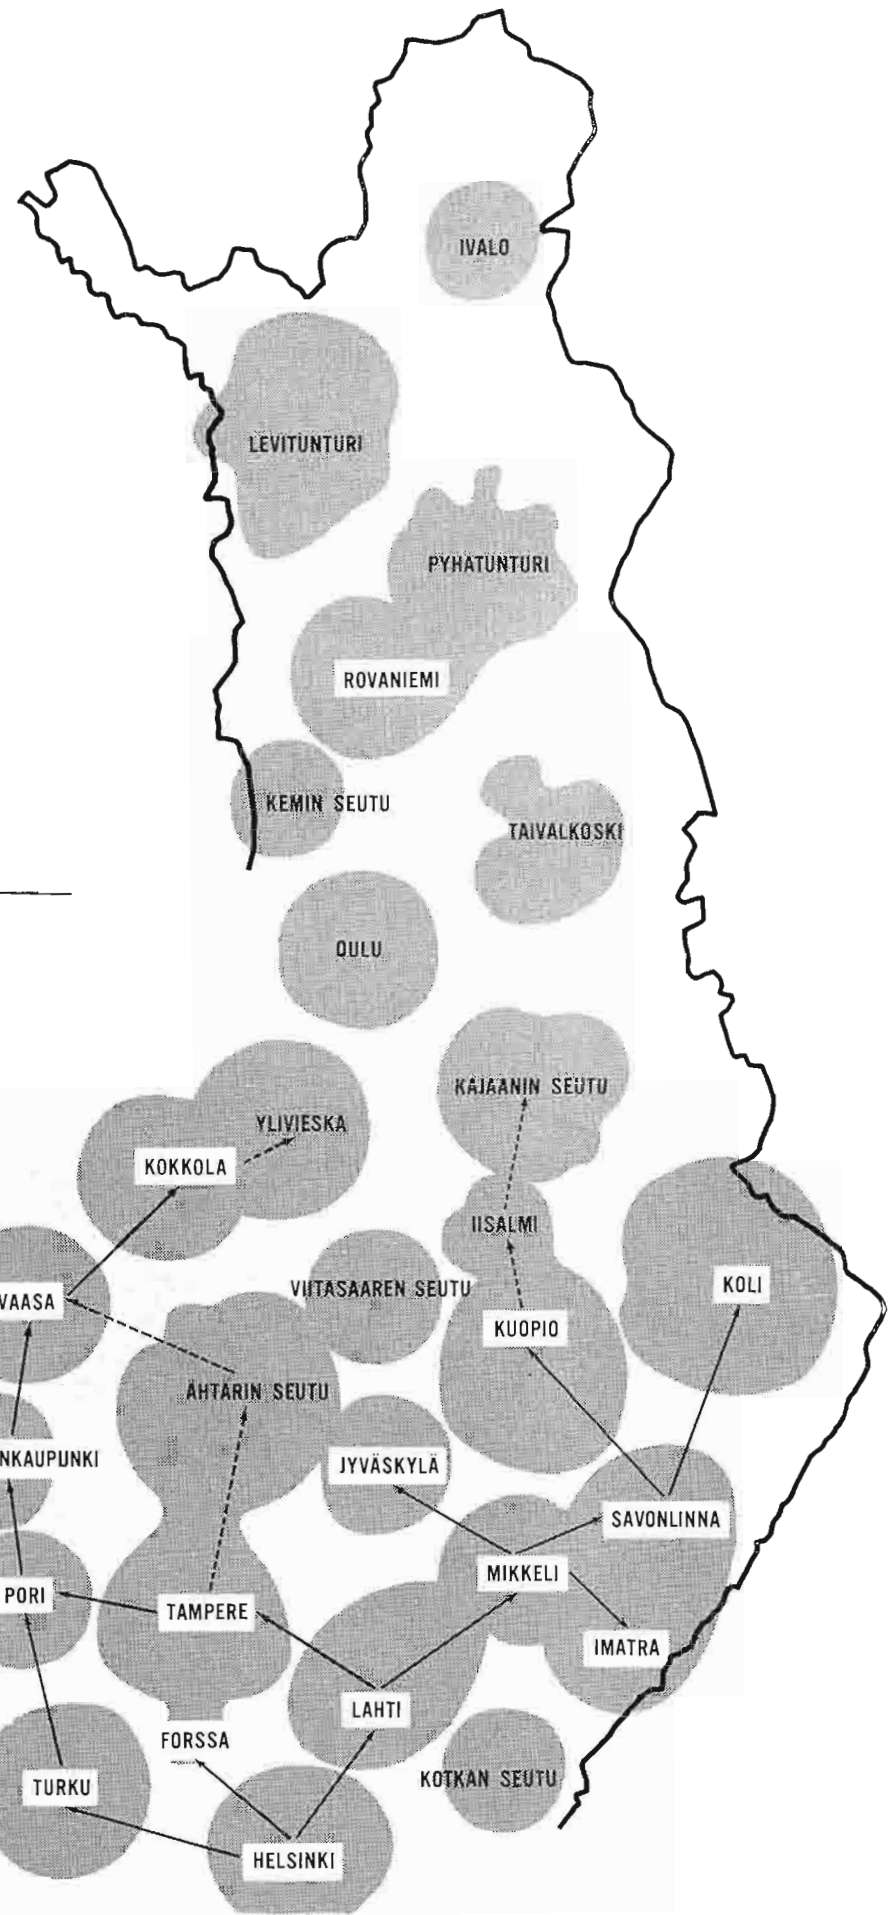 IVALO
LEVITUNTURI
PYHATUNTURI
ROVANIEMI
KEMIN SEUTU
TAIVALKOSKI
OULU
KAJAANIN SEUTU
YLIVIESKA
KOKKOLA
IISALMI
KOLI
VIITASAAREN SEUTU
VAASA
KUOPIO
ÄHTÄRIN SEUTU
NKAUPUNKI
JYVÄSKYLÄ
SAVONLINNA
MIKKELI
PORI
TAMPERE
IMATRA
LAHTI
FORSSA
KOTKAN SEUTU
TURKU
HELSINKI